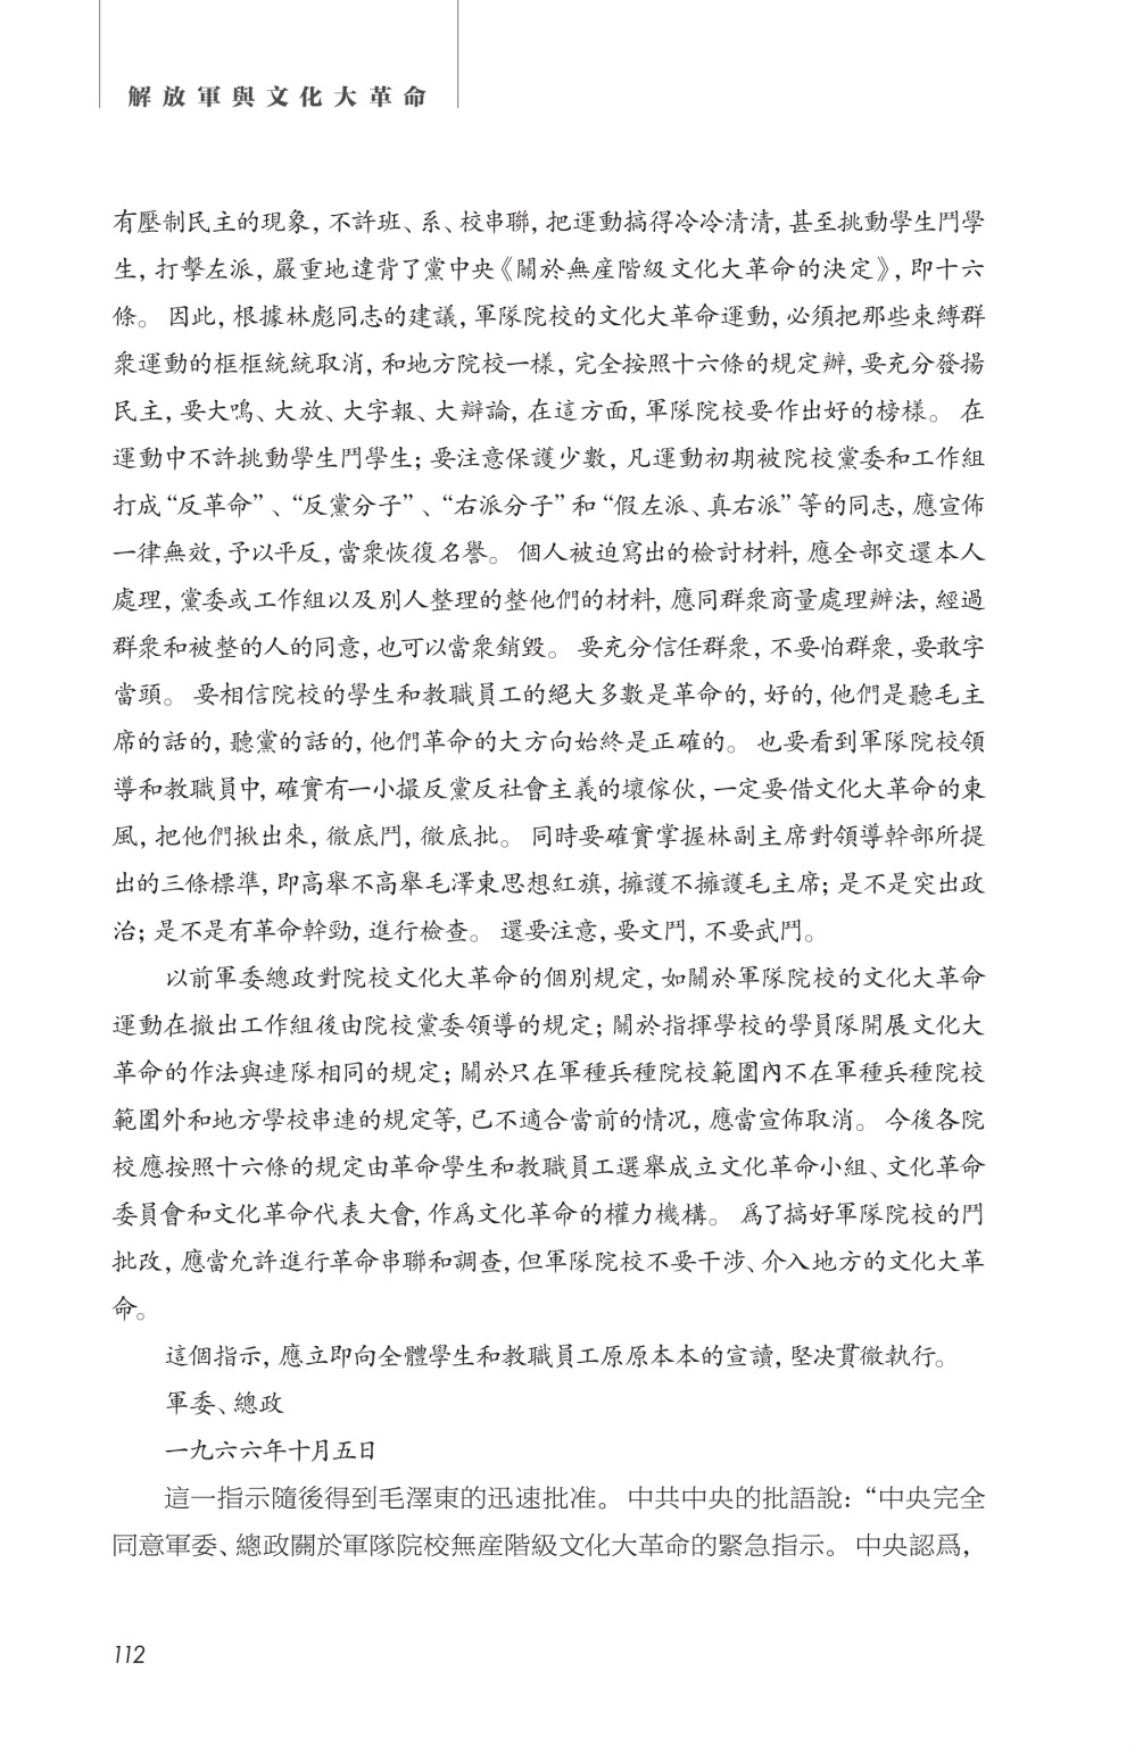 解放軍與文化大革命
有壓制民主的現象，不許班、系、校串聯，把運動搞得冷冷清清，甚至挑動學生鬥學
生，打擊左派，嚴重地違背了黨中央《關於無産階級文化大革命的決定》，即十六
條。 因此，根據林彪同志的建議，軍隊院校的文化大革命運動，必須把那些束縛群
衆運動的框框統統取消，和地方院校一樣，完全按照十六條的規定辦，要充分發揚
民主，要大鳴、大放、大字報、大辯論，在這方面，軍隊院校要作出好的榜樣。 在
運動中不許挑動學生鬥學生；要注意保護少數，凡運動初期被院校黨委和工作組
打成“反革命”、“反黨分子”、“右派分子”和“假左派、真右派”等的同志，應宣佈
一律無效，予以平反，當衆恢復名譽。 個人被迫寫出的檢討材料，應全部交還本人
處理，黨委或工作組以及別人整理的整他們的材料，應同群衆商量處理辦法，經過
群衆和被整的人的同意，也可以當衆銷毀。 要充分信任群衆，不要怕群衆，要敢字
當頭。 要相信院校的學生和教職員工的絕大多數是革命的，好的，他們是聽毛主
席的話的，聽黨的話的，他們革命的大方向始終是正確的。 也要看到軍隊院校領
導和教職員中，確實有一小撮反黨反社會主義的壞傢伙，一定要借文化大革命的東
風，把他們揪出來，徹底鬥，徹底批。 同時要確實掌握林副主席對領導幹部所提
出的三條標準，即高舉不高舉毛澤東思想紅旗，擁護不擁護毛主席；是不是突出政
治；是不是有革命幹勁，進行檢查。 還要注意，要文鬥，不要武鬥。
以前軍委總政對院校文化大革命的個別規定，如關於軍隊院校的文化大革命
運動在撤出工作組後由院校黨委領導的規定；關於指揮學校的學員隊開展文化大
革命的作法與連隊相同的規定；關於只在軍種兵種院校範圍內不在軍種兵種院校
範圍外和地方學校串連的規定等，已不適合當前的情況，應當宣佈取消。 今後各院
校應按照十六條的規定由革命學生和教職員工選舉成立文化革命小組、文化革命
委員會和文化革命代表大會，作爲文化革命的權力機構。 爲了搞好軍隊院校的鬥
批改，應當允許進行革命串聯和調查，但軍隊院校不要干涉、介入地方的文化大革
命。
這個指示，應立即向全體學生和教職員工原原本本的宣讀，堅決貫徹執行。
軍委、總政
一九六六年十月五日
這一指示隨後得到毛澤東的迅速批准。 中共中央的批語說：“中央完全
同意軍委、總政關於軍隊院校無産階級文化大革命的緊急指示。 中央認爲，
112